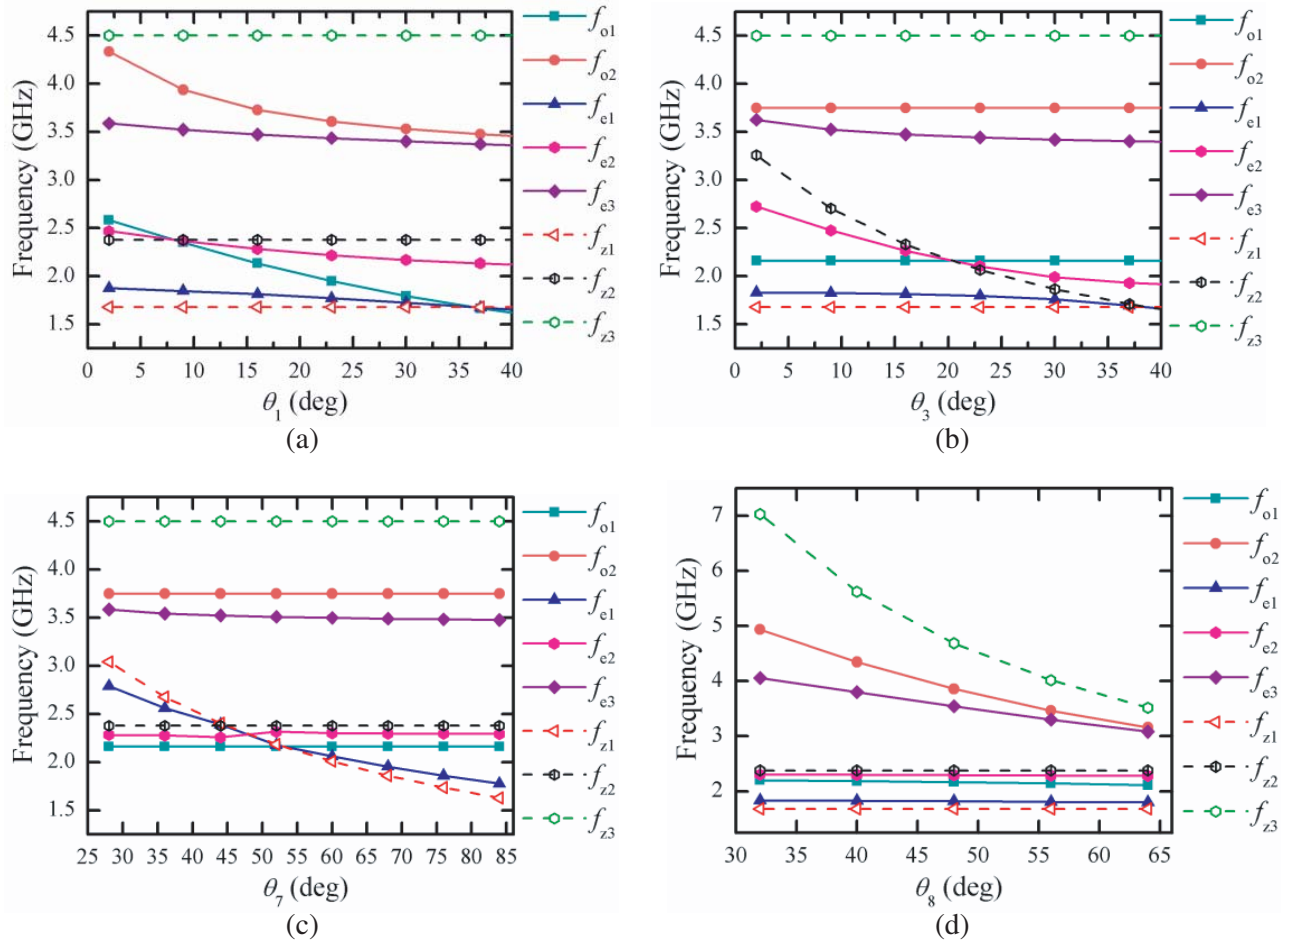 4.5
4.0
3.5
3.0
2.5
2.0
1.5
Frequency (GHz)
0 5 10 15 20 25 30 35 40
θ1 (deg)
fo1
fo2
fe1
fe2
fe3
fz1
fz2
fz3
(a)
4.5
4.0
3.5
3.0
2.5
2.0
1.5
Frequency (GHz)
0 5 10 15 20 25 30 35 40
θ3 (deg)
fo1
fo2
fe1
fe2
fe3
fz1
fz2
fz3
(b)
4.5
4.0
3.5
3.0
2.5
2.0
1.5
Frequency (GHz)
25 30 35 40 45 50 55 60 65 70 75 80 85
θ7 (deg)
fo1
fo2
fe1
fe2
fe3
fz1
fz2
fz3
(c)
7
6
5
4
3
2
Frequency (GHz)
30 35 40 45 50 55 60 65
θ8 (deg)
fo1
fo2
fe1
fe2
fe3
fz1
fz2
fz3
(d)